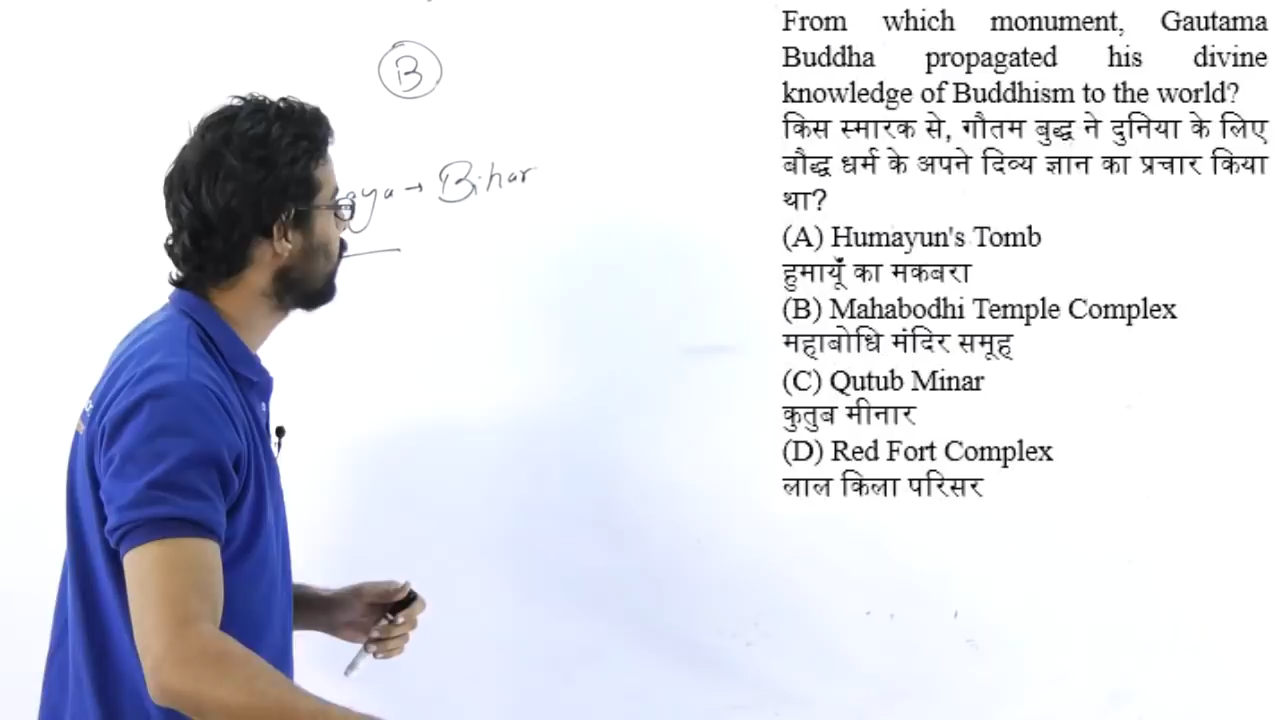 B
aya → Bihar
From which monument, Gautama
Buddha propagated his divine
knowledge of Buddhism to the world?
किस स्मारक से, गौतम बुद्ध ने दुनिया के लिए
बौद्ध धर्म के अपने दिव्य ज्ञान का प्रचार किया
था?
(A) Humayun's Tomb
हुमायूँ का मकबरा
(B) Mahabodhi Temple Complex
महाबोधि मंदिर समूह
(C) Qutub Minar
कुतुब मीनार
(D) Red Fort Complex
लाल किला परिसर